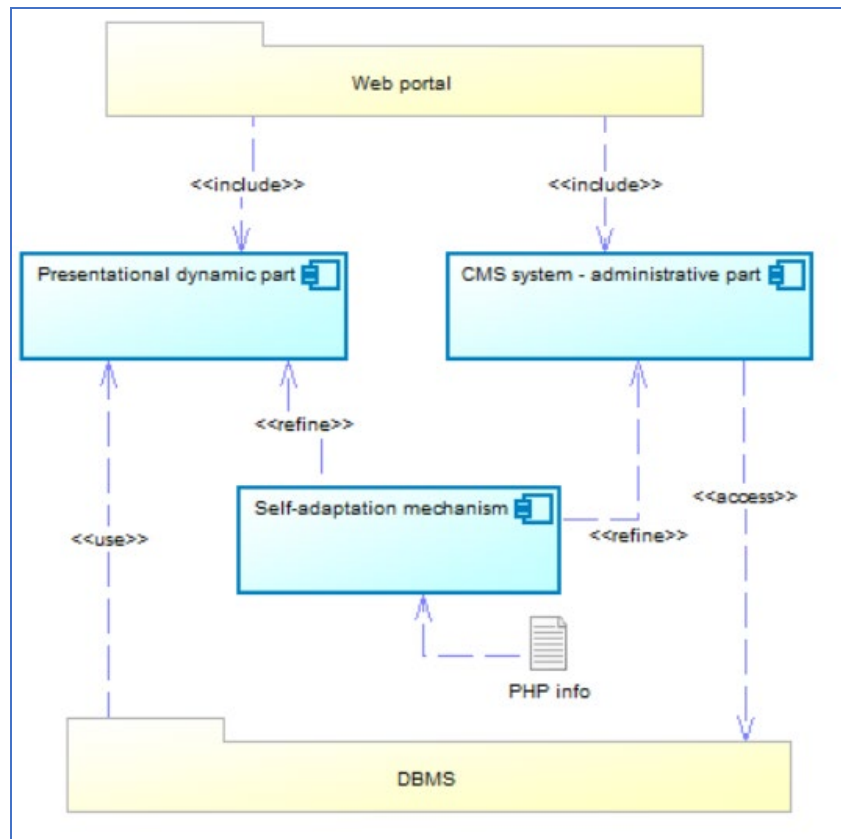 Web portal
<<include>>
<<include>>
Presentational dynamic part
CMS system - administrative part
<<refine>>
<<access>>
Self-adaptation mechanism
<<use>>
<<refine>>
PHP info
DBMS